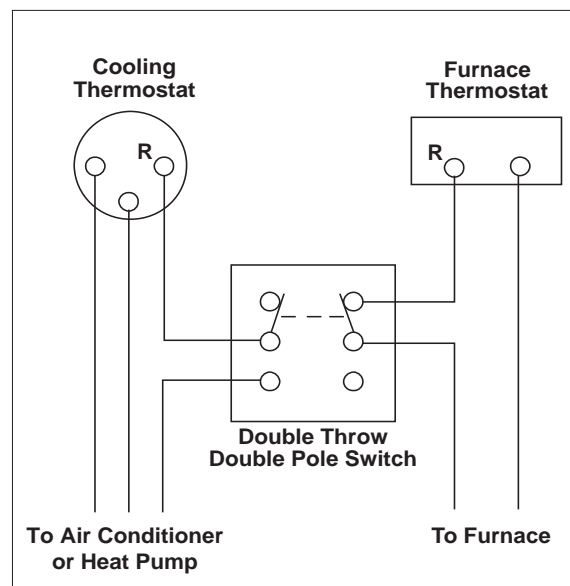 Cooling
Thermostat
Furnace
Thermostat
R
R
Double Throw
Double Pole Switch
To Air Conditioner
or Heat Pump
To Furnace